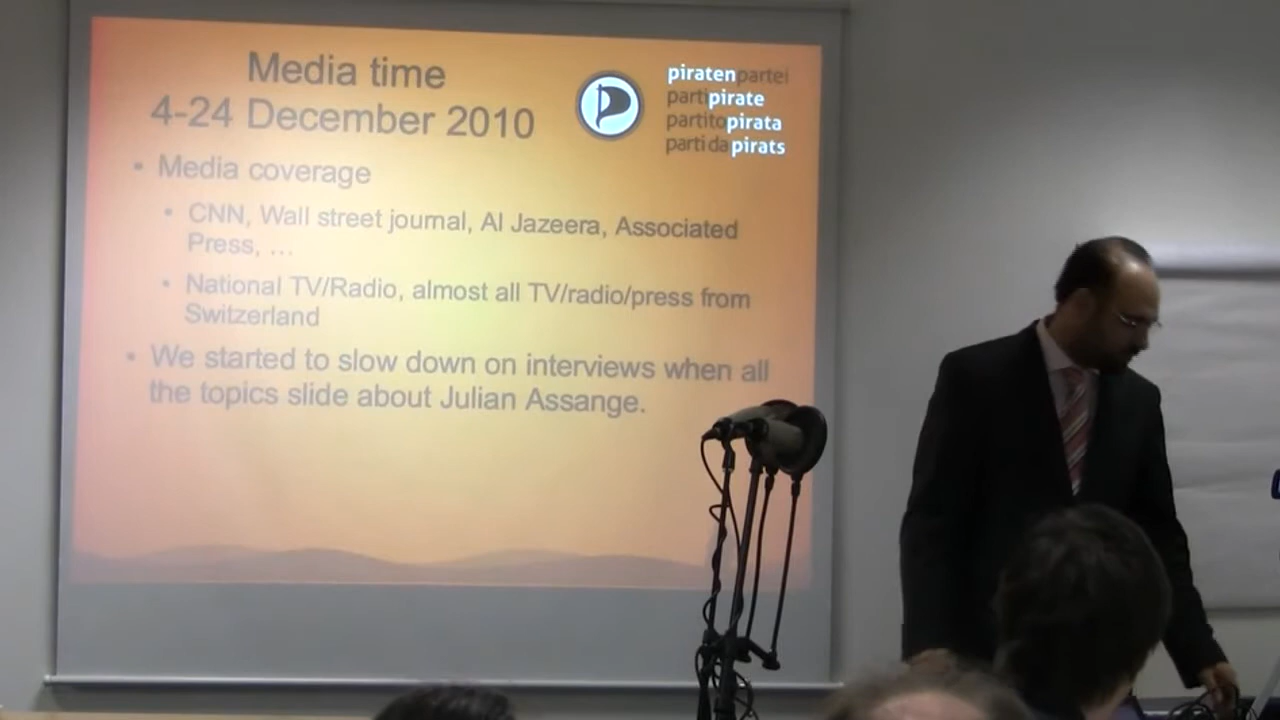 Media time
4-24 December 2010
piratenpartei
partipirate
partitopirata
partidapirats
• Media coverage
• CNN, Wall street journal, Al Jazeera, Associated
Press, …
• National TV/Radio, almost all TV/radio/press from
Switzerland
• We started to slow down on interviews when all
the topics slide about Julian Assange.